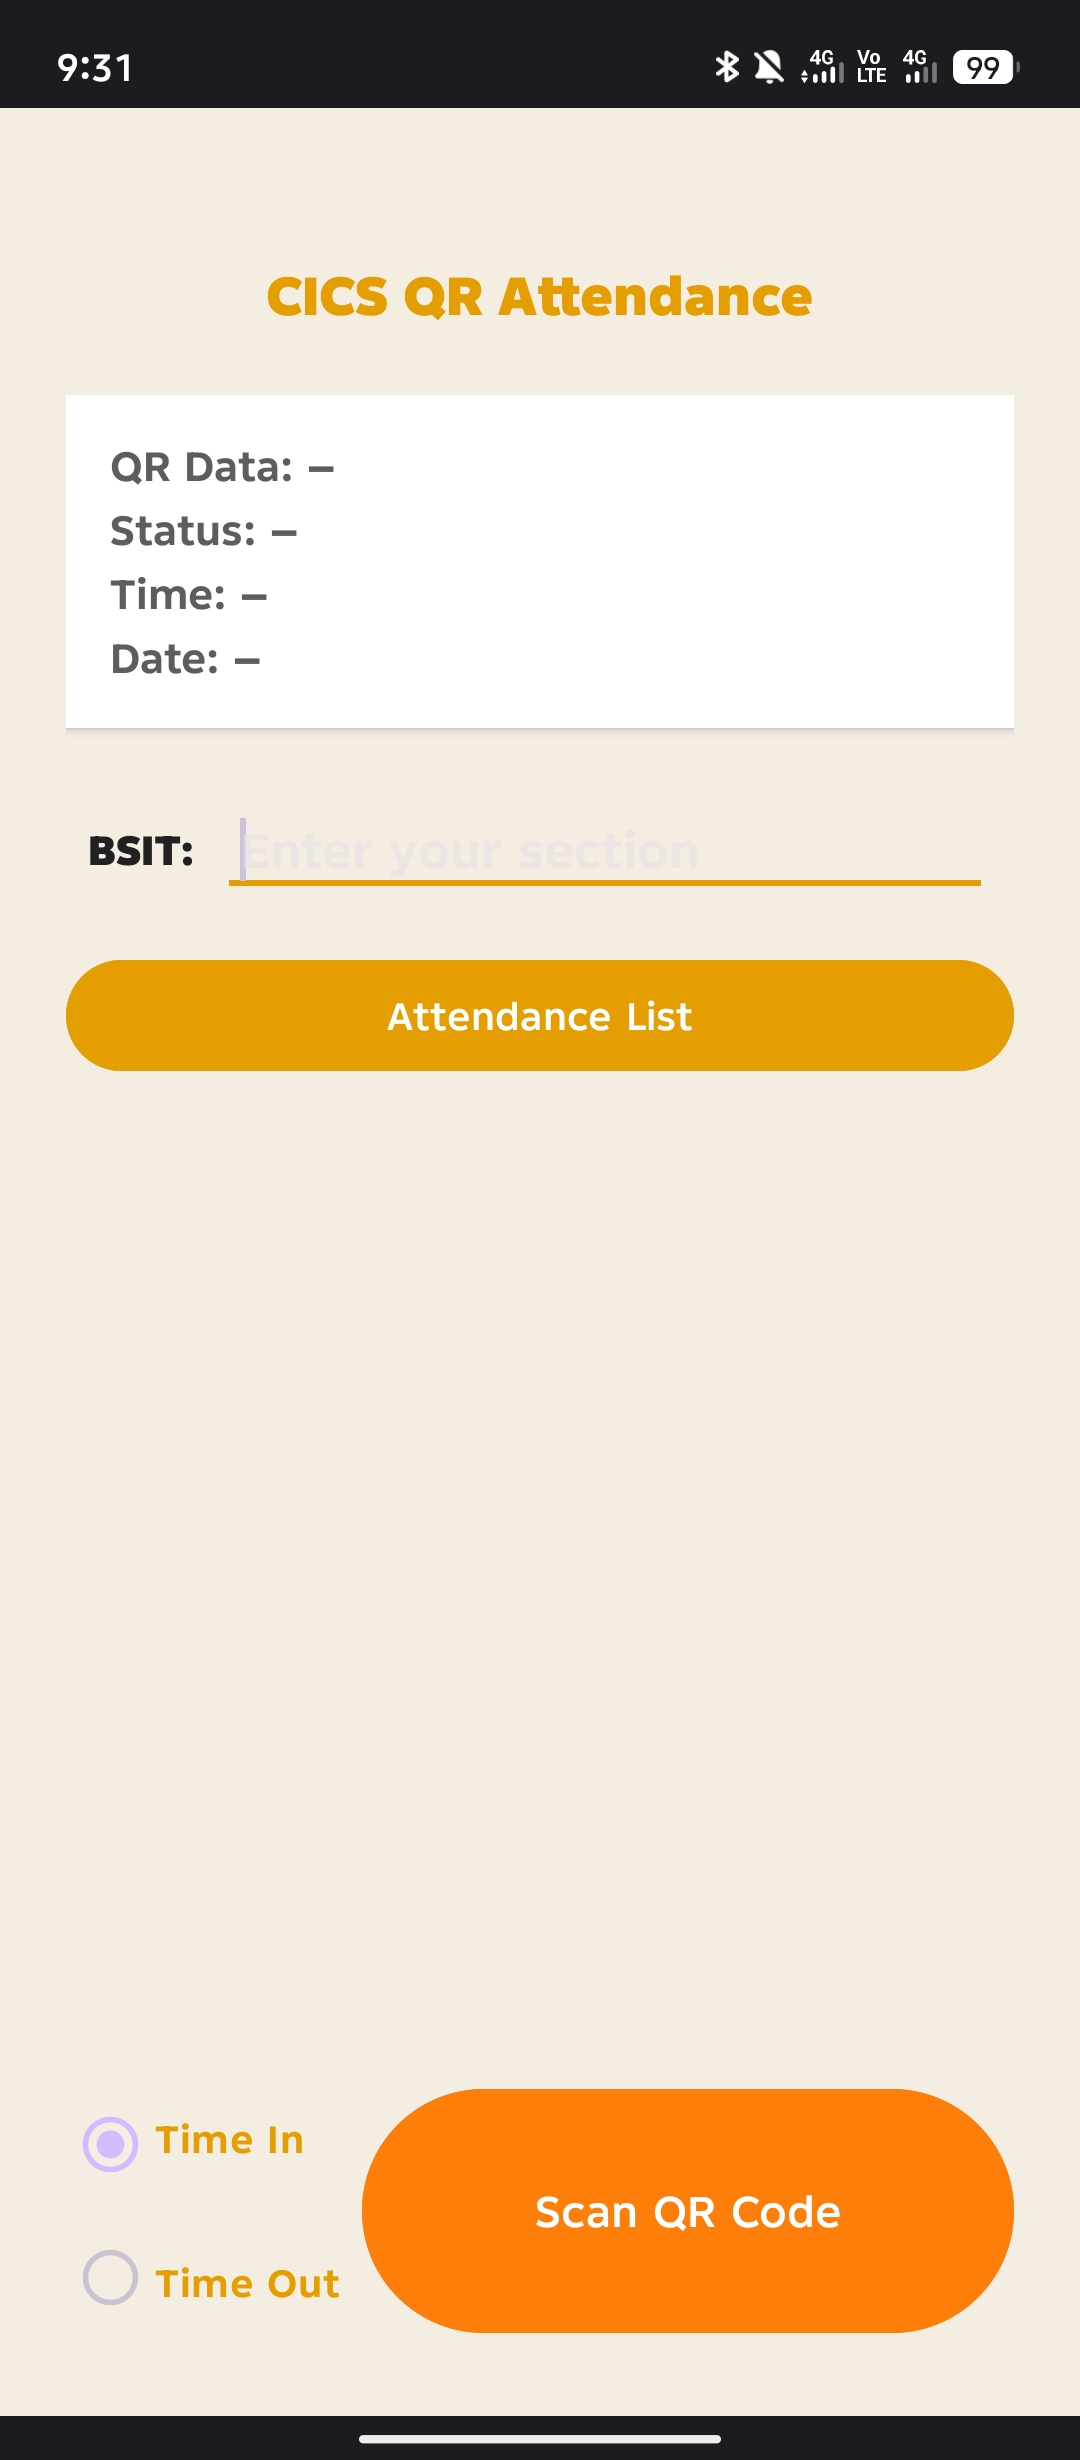 9:31 4G Vo LTE 4G 99
CICS QR Attendance
QR Data: –
Status: –
Time: –
Date: –
BSIT: Enter your section
Attendance List
Time In
Scan QR Code
Time Out